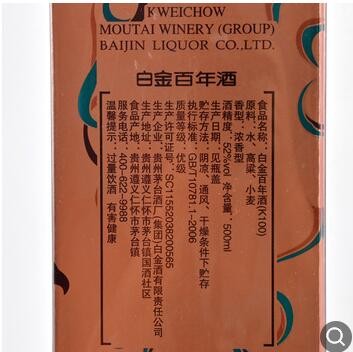 KWEICHOW
MOUTAI WINERY (GROUP)
BAIJIN LIQUOR CO.,LTD.
白金百年酒
食品名称：白金百年酒(K100)
原料：水、高粱、小麦
香型：浓香型
酒精度：52%vol 净含量：500ml
生产日期：见瓶盖
贮存方法：阴凉、通风、干燥条件下贮存
执行标准：GB/T10781.1-2006
质量等级：优级
生产许可证号：SC11552038200565
生产企业：贵州茅台酒厂(集团)白金酒有限责任公司
生产地址：贵州遵义仁怀市茅台镇国酒社区
食品产地：贵州遵义仁怀市茅台镇
服务电话：400-622-9988
温馨提示：过量饮酒 有害健康